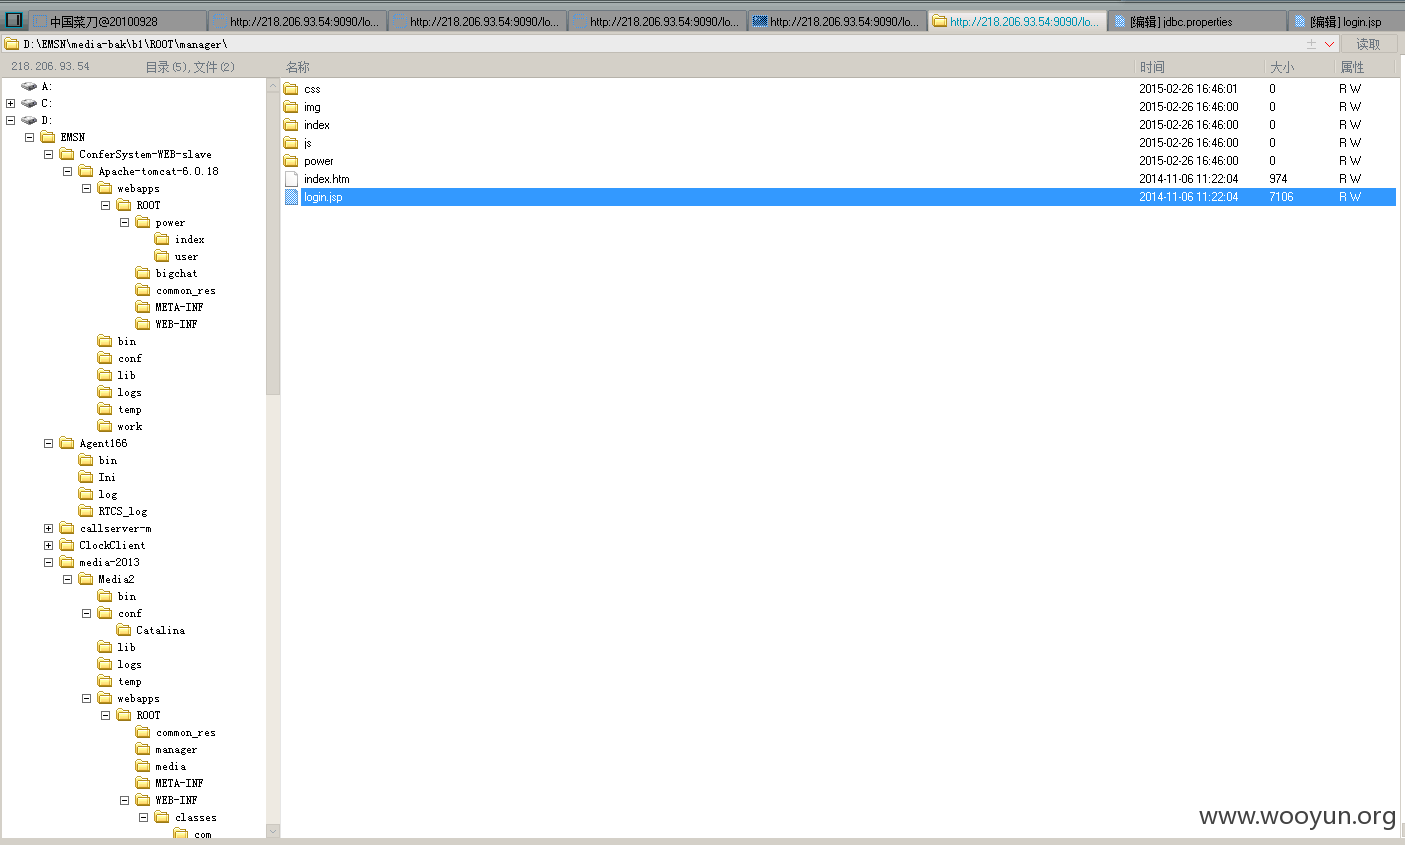 中国菜刀@20100928
http://218.206.93.54:9090/lo...
http://218.206.93.54:9090/lo...
http://218.206.93.54:9090/lo...
http://218.206.93.54:9090/lo...
http://218.206.93.54:9090/lo...
[编辑] jdbc.properties
[编辑] login.jsp
D:\EMSN\media-bak\b1\ROOT\manager\
读取
218.206.93.54 目录(5),文件(2)
名称 时间 大小 属性
A:
C:
D:
EMSN
ConferSystem-WEB-slave
Apache-tomcat-6.0.18
webapps
ROOT
power
index
user
bigchat
common_res
META-INF
WEB-INF
bin
conf
lib
logs
temp
work
Agent166
bin
Ini
log
RTCS_log
callserver-m
ClockClient
media-2013
Media2
bin
conf
Catalina
lib
logs
temp
webapps
ROOT
common_res
manager
media
META-INF
WEB-INF
classes
com
css 2015-02-26 16:46:01 0 R W
img 2015-02-26 16:46:00 0 R W
index 2015-02-26 16:46:00 0 R W
js 2015-02-26 16:46:00 0 R W
power 2015-02-26 16:46:00 0 R W
index.htm 2014-11-06 11:22:04 974 R W
login.jsp 2014-11-06 11:22:04 7106 R W
www.wooyun.org